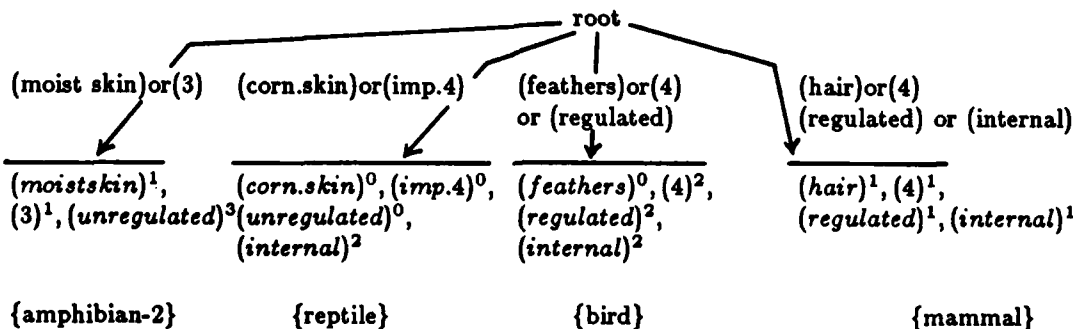 root
(moist skin)or(3) (corn.skin)or(imp.4) (feathers)or(4) (hair)or(4)
or (regulated) (regulated) or (internal)
(moistskin)¹, (corn.skin)⁰, (imp.4)⁰, (feathers)⁰, (4)², (hair)¹, (4)¹,
(3)¹, (unregulated)³ (unregulated)⁰, (regulated)², (regulated)¹, (internal)¹
(internal)² (internal)²
{amphibian-2} {reptile} {bird} {mammal}